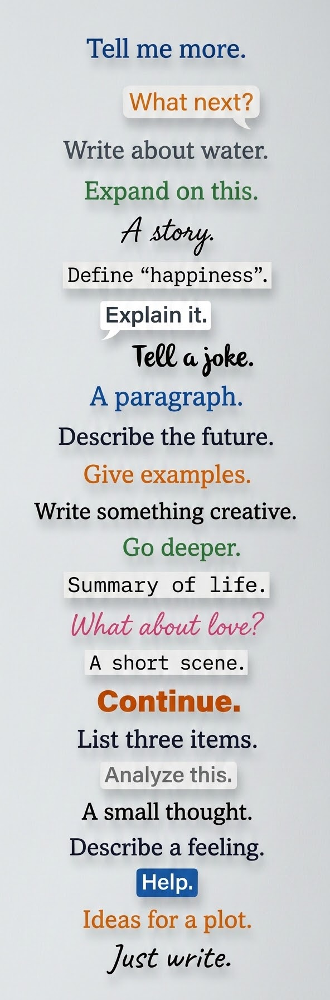 Tell me more.
What next?
Write about water.
Expand on this.
A story.
Define “happiness”.
Explain it.
Tell a joke.
A paragraph.
Describe the future.
Give examples.
Write something creative.
Go deeper.
Summary of life.
What about love?
A short scene.
Continue.
List three items.
Analyze this.
A small thought.
Describe a feeling.
Help.
Ideas for a plot.
Just write.